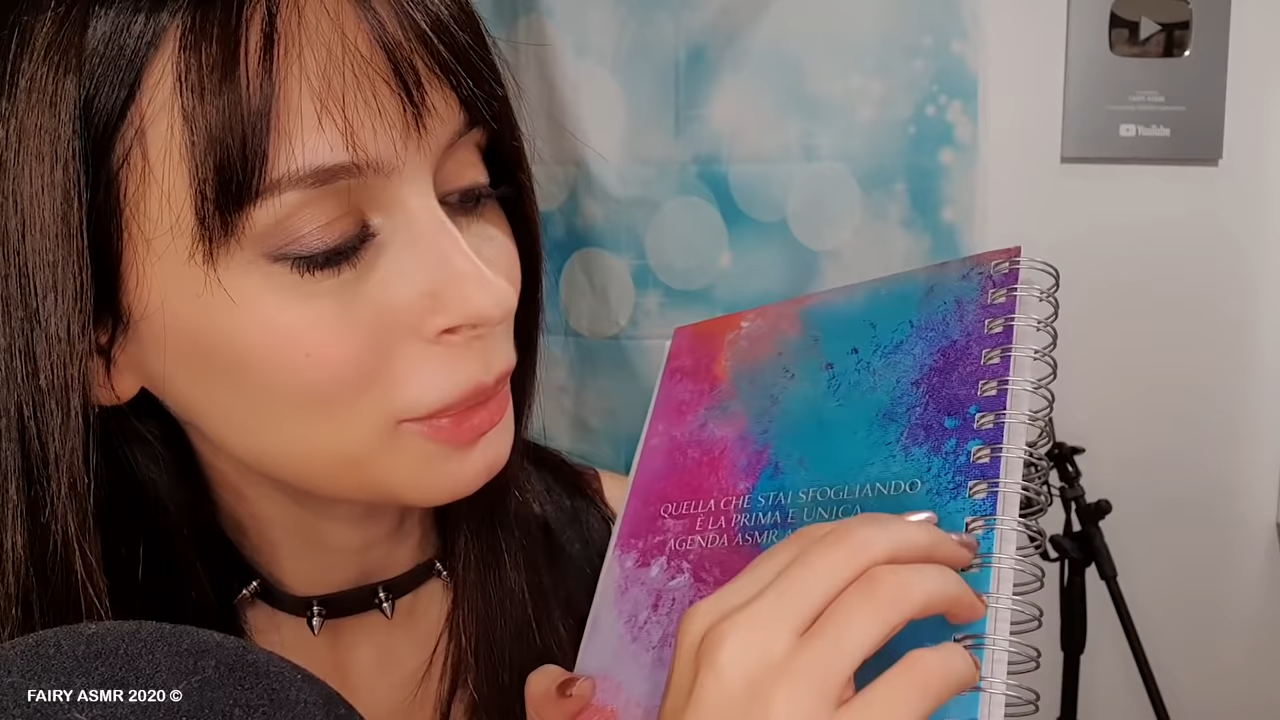 YouTube
QUELLA CHE STAI SFOGLIANDO
È LA PRIMA E UNICA
AGENDA ASMR
FAIRY ASMR 2020 ©